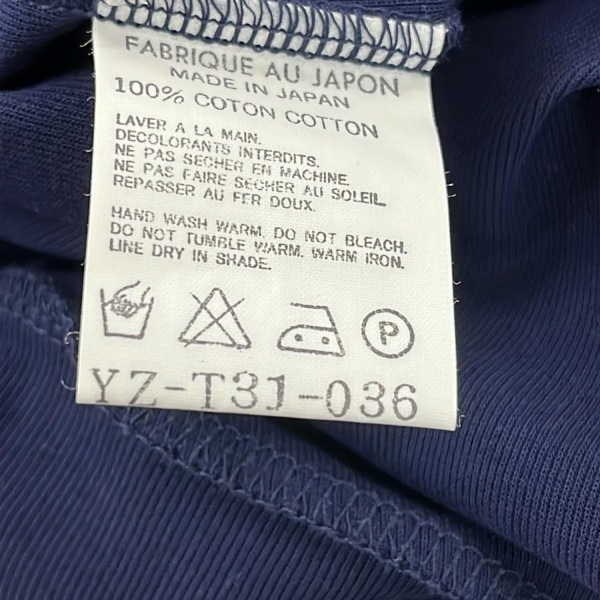 FABRIQUE AU JAPON
MADE IN JAPAN
100% COTON COTTON
LAVER A LA MAIN.
DECOLORANTS INTERDITS.
NE PAS SECHER EN MACHINE.
NE PAS FAIRE SECHER AU SOLEIL.
REPASSER AU FER DOUX.
HAND WASH WARM. DO NOT BLEACH.
DO NOT TUMBLE WARM. WARM IRON.
LINE DRY IN SHADE.
P
YZ-T31-036